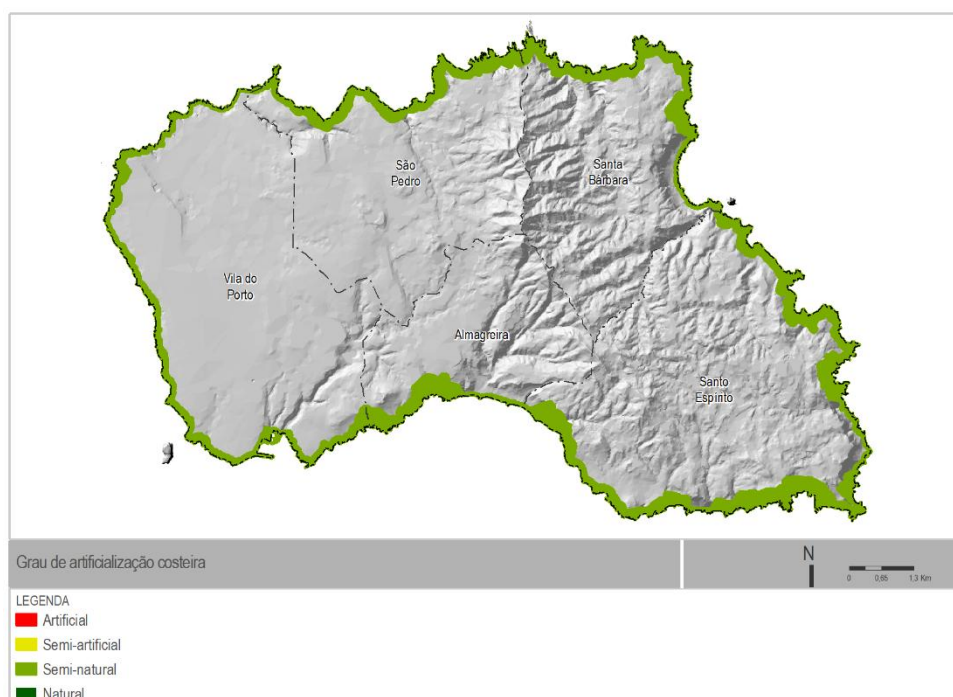 São
Pedro
Santa
Bárbara
Vila do
Porto
Almagreira
Santo
Espírito
Grau de artificialização costeira
N
0 0,65 1,3 Km
LEGENDA
Artificial
Semi-artificial
Semi-natural
Natural